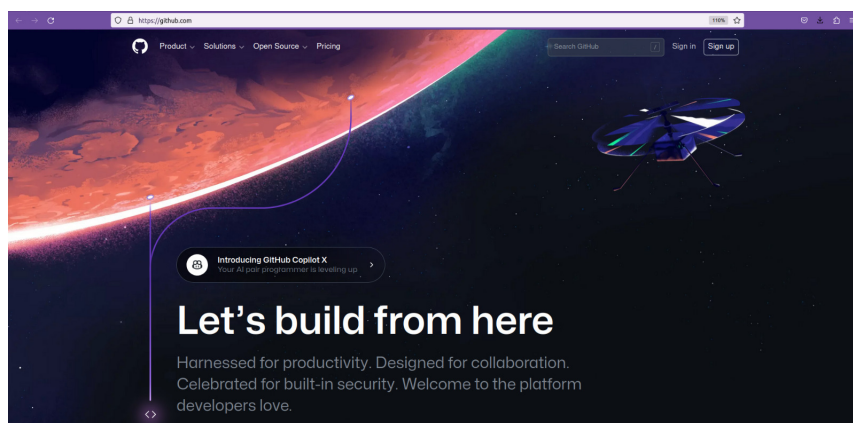 https://github.com
110%
Product
Solutions
Open Source
Pricing
Search GitHub
/
Sign in
Sign up
Introducing GitHub Copilot X
Your AI pair programmer is leveling up
Let's build from here
Harnessed for productivity. Designed for collaboration.
Celebrated for built-in security. Welcome to the platform
developers love.